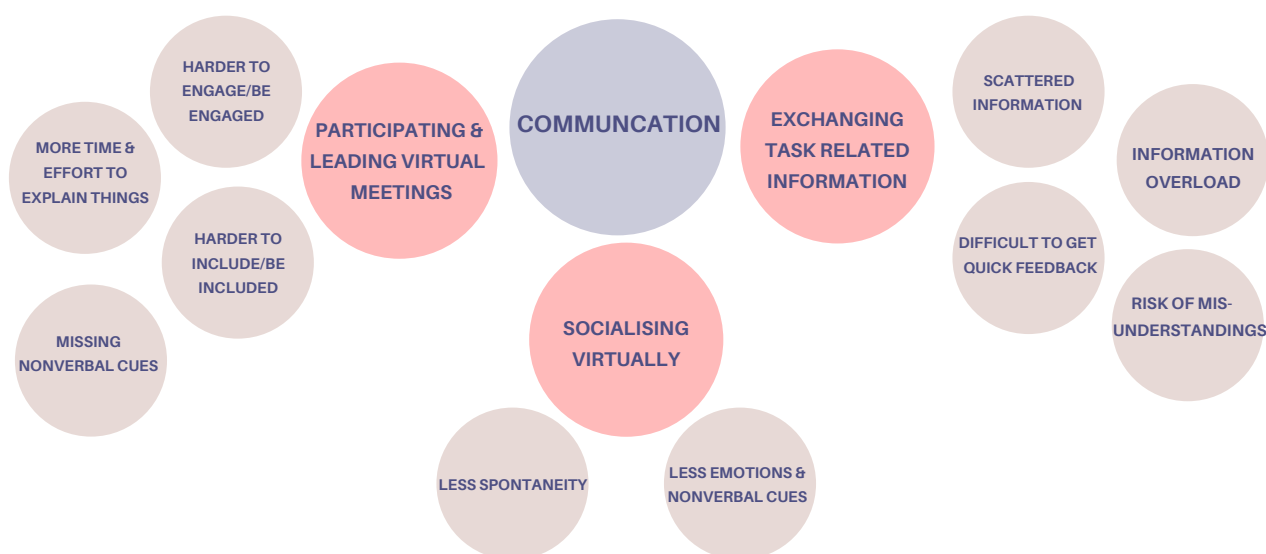 COMMUNCATION
PARTICIPATING &
LEADING VIRTUAL
MEETINGS
HARDER TO
ENGAGE/BE
ENGAGED
MORE TIME &
EFFORT TO
EXPLAIN THINGS
HARDER TO
INCLUDE/BE
INCLUDED
MISSING
NONVERBAL CUES
SOCIALISING
VIRTUALLY
LESS SPONTANEITY
LESS EMOTIONS &
NONVERBAL CUES
EXCHANGING
TASK RELATED
INFORMATION
SCATTERED
INFORMATION
INFORMATION
OVERLOAD
DIFFICULT TO GET
QUICK FEEDBACK
RISK OF MIS-
UNDERSTANDINGS